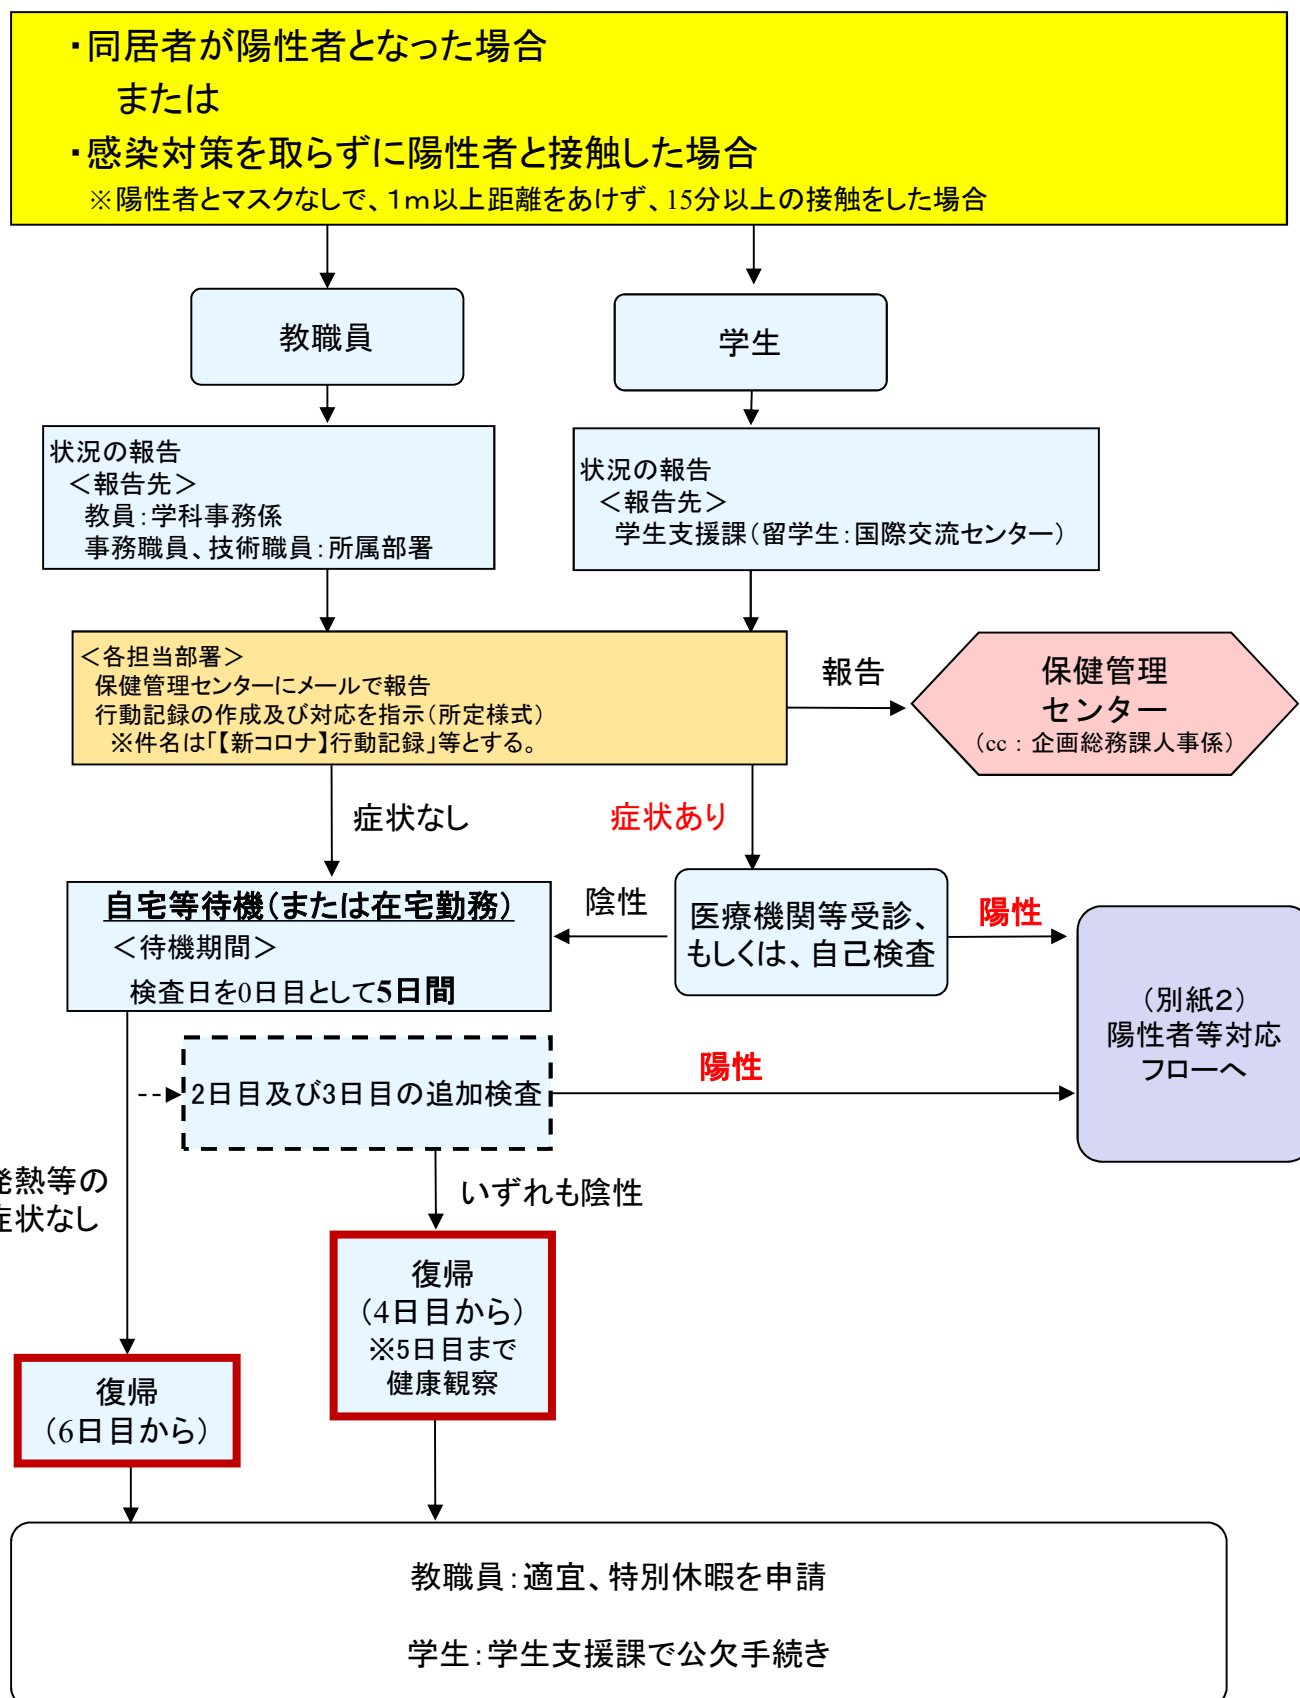 ・同居者が陽性者となった場合
または
・感染対策を取らずに陽性者と接触した場合
※陽性者とマスクなしで、1m以上距離をあけず、15分以上の接触をした場合
教職員
学生
状況の報告
＜報告先＞
教員：学科事務係
事務職員、技術職員：所属部署
状況の報告
＜報告先＞
学生支援課（留学生：国際交流センター）
＜各担当部署＞
保健管理センターにメールで報告
行動記録の作成及び対応を指示（所定様式）
※件名は「【新コロナ】行動記録」等とする。
報告
保健管理
センター
（cc：企画総務課人事係）
症状なし
症状あり
自宅等待機（または在宅勤務）
＜待機期間＞
検査日を0日目として5日間
陰性
医療機関等受診、
もしくは、自己検査
陽性
（別紙2）
陽性者等対応
フローへ
2日目及び3日目の追加検査
陽性
発熱等の
症状なし
いずれも陰性
復帰
（4日目から）
※5日目まで
健康観察
復帰
（6日目から）
教職員：適宜、特別休暇を申請
学生：学生支援課で公欠手続き